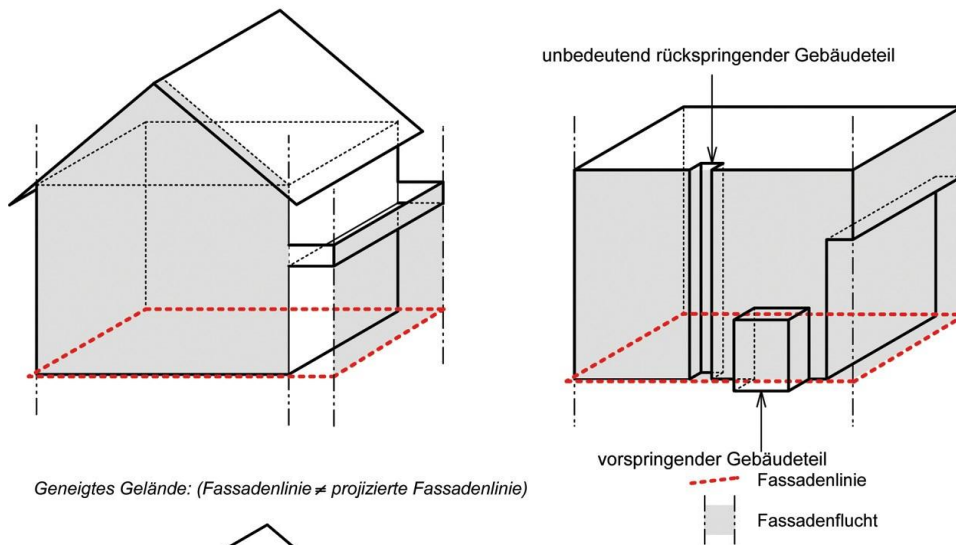 unbedeutend rückspringender Gebäudeteil
vorspringender Gebäudeteil
Geneigtes Gelände: (Fassadenlinie ≠ projizierte Fassadenlinie)
Fassadenlinie
Fassadenflucht